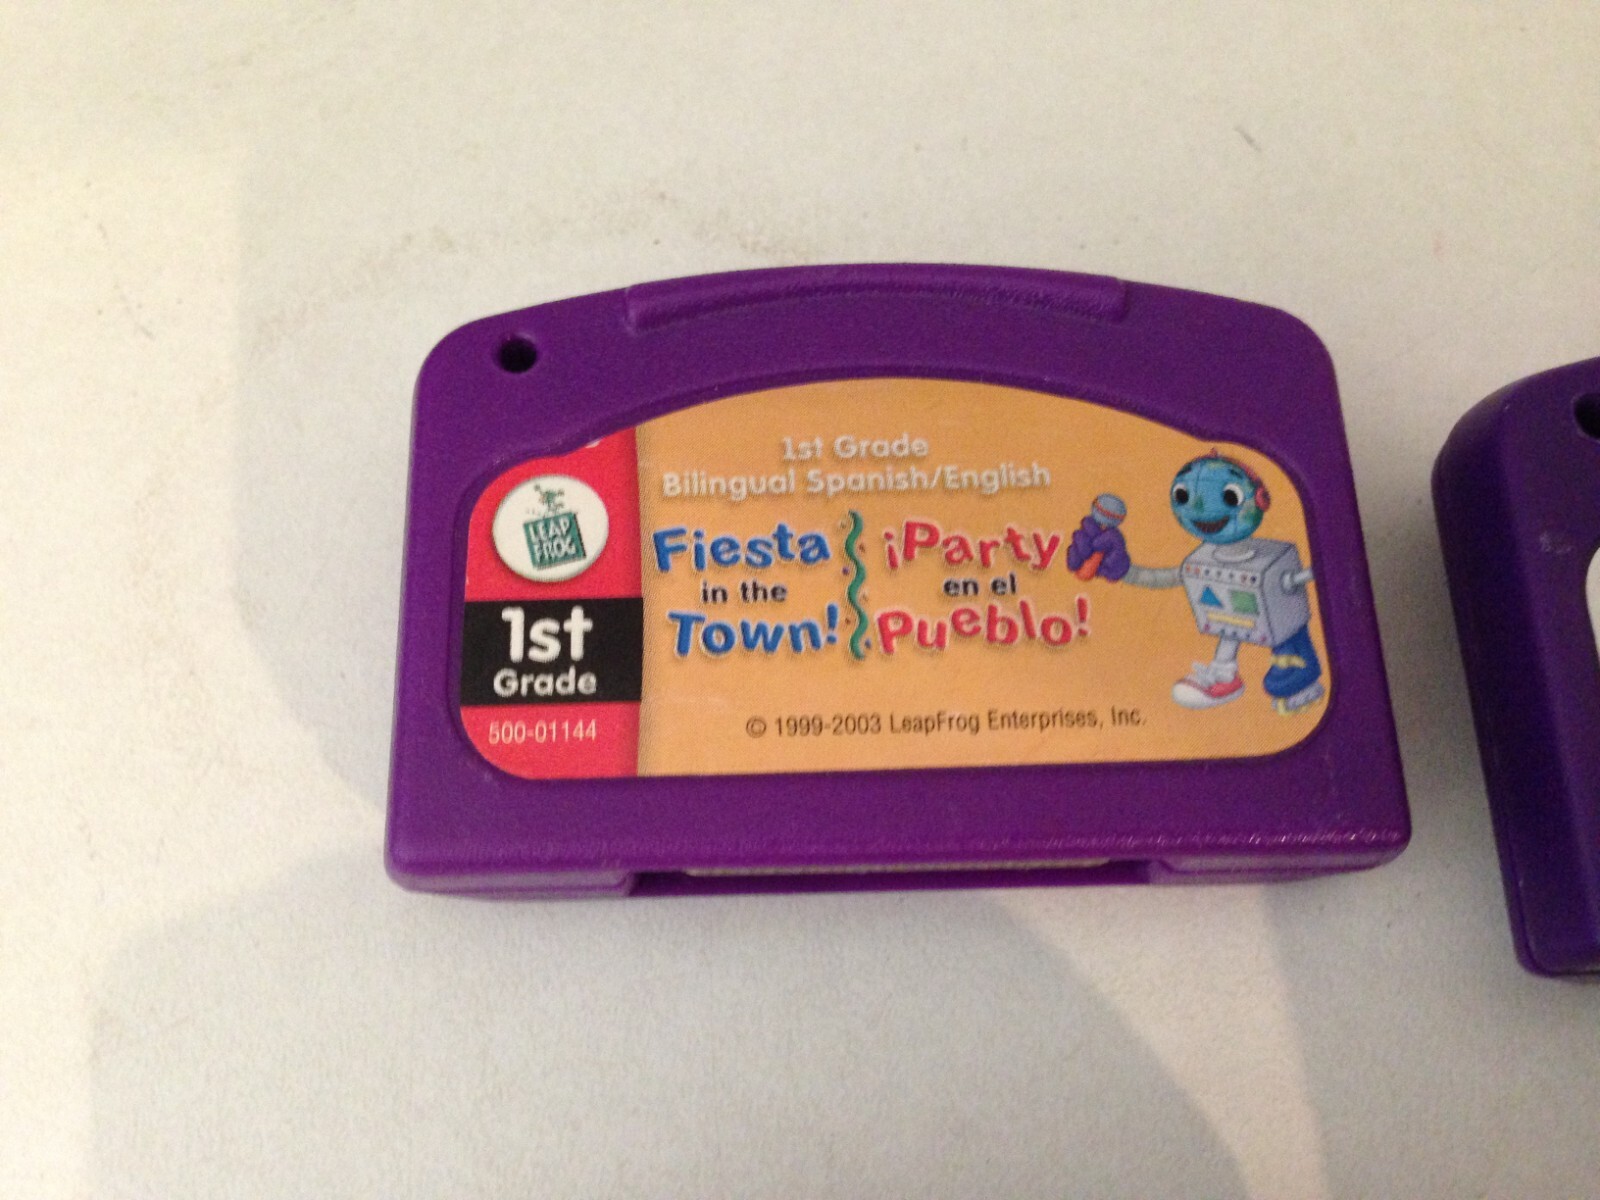 LEAP
FROG
1st
Grade
500-01144
1st Grade
Bilingual Spanish/English
Fiesta
in the
Town!
¡Party
en el
Pueblo!
© 1999-2003 LeapFrog Enterprises, Inc.